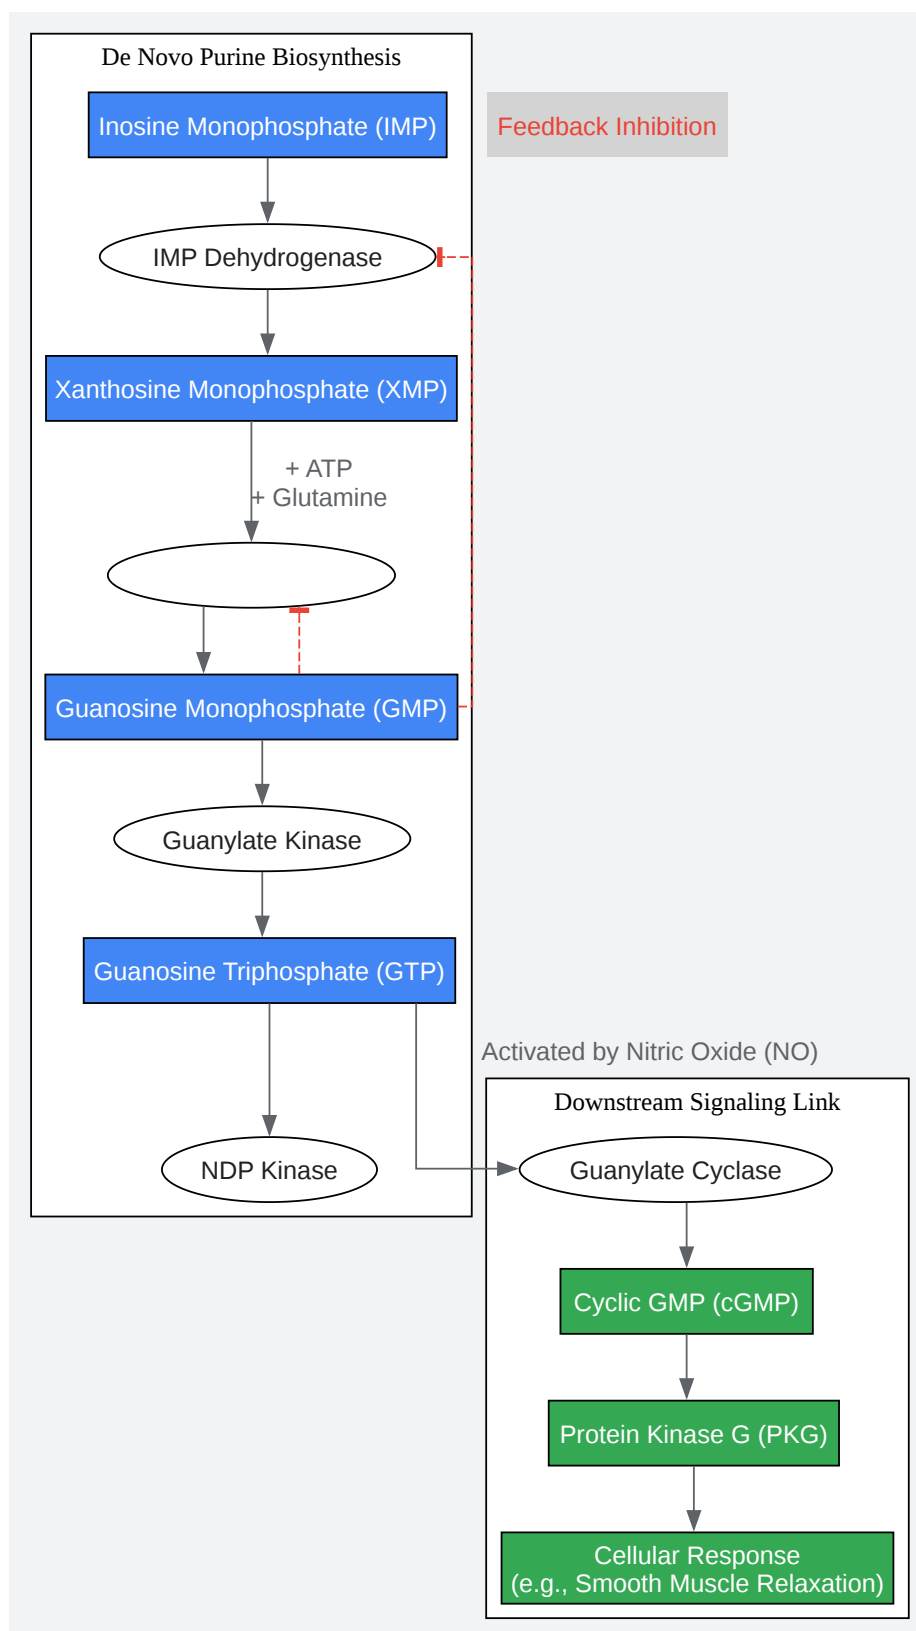 De Novo Purine Biosynthesis
Inosine Monophosphate (IMP)
Feedback Inhibition
IMP Dehydrogenase
Xanthosine Monophosphate (XMP)
+ ATP
+ Glutamine
Guanosine Monophosphate (GMP)
Guanylate Kinase
Guanosine Triphosphate (GTP)
Activated by Nitric Oxide (NO)
Downstream Signaling Link
NDP Kinase
Guanylate Cyclase
Cyclic GMP (cGMP)
Protein Kinase G (PKG)
Cellular Response
(e.g., Smooth Muscle Relaxation)